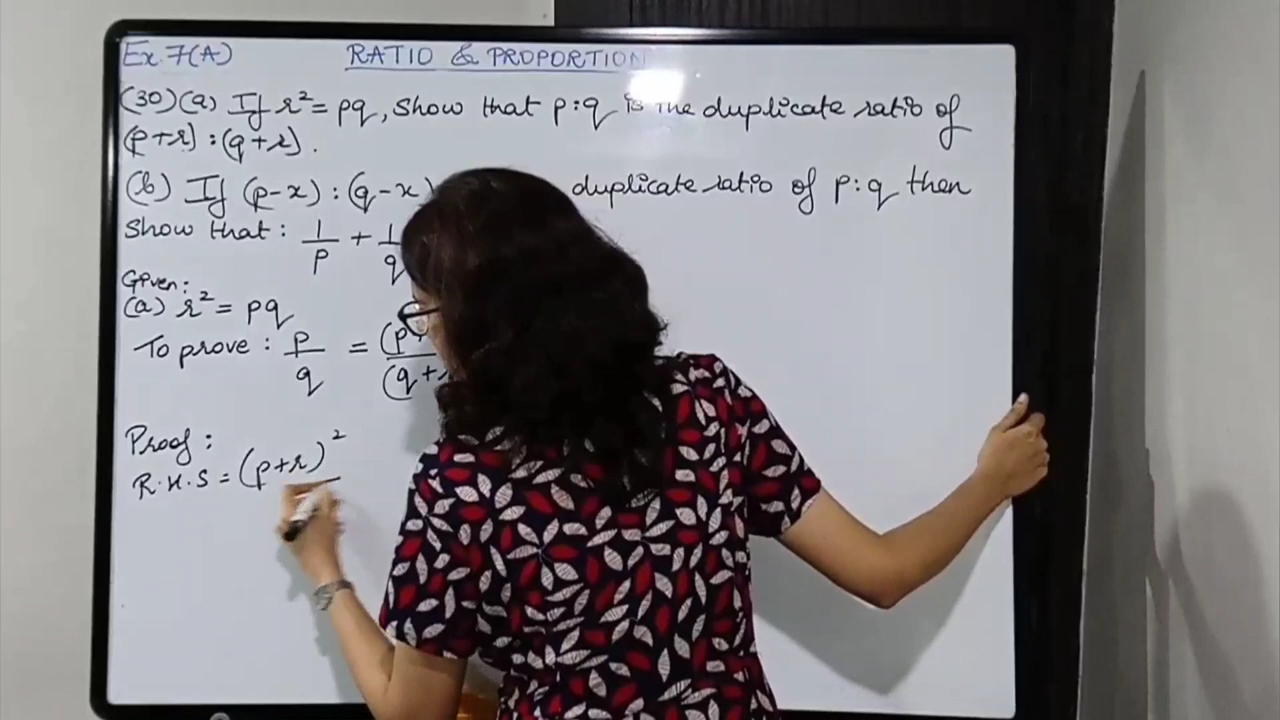 Ex.7(A) RATIO & PROPORTION
(30)(a) If r² = pq, Show that p:q is the duplicate ratio of
(p+r):(q+r).
(b) If (p-x):(q-x) duplicate ratio of p:q then
Show that: 1/p + 1/q
Given:
(a) r² = pq
To prove: p/q = (p /(q+
Proof:
R.H.S = (p+r)²